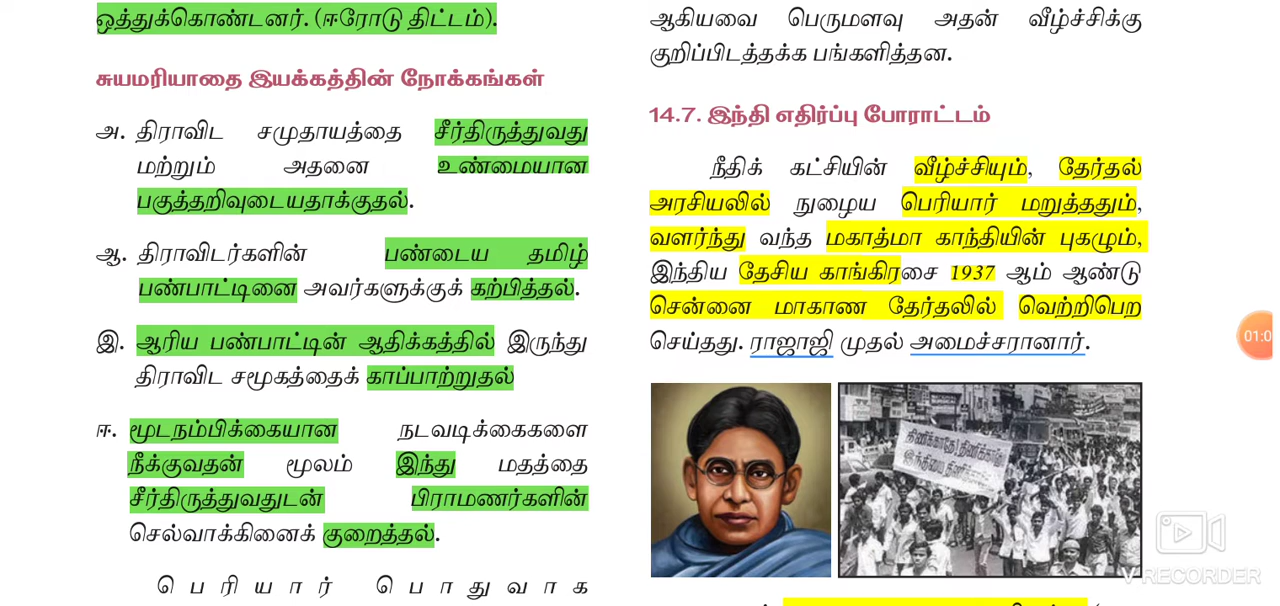 ஒத்துக்கொண்டனர். (ஈரோடு திட்டம்).
சுயமரியாதை இயக்கத்தின் நோக்கங்கள்
அ. திராவிட சமுதாயத்தை சீர்திருத்துவது
மற்றும் அதனை உண்மையான
பகுத்தறிவுடையதாக்குதல்.
ஆ. திராவிடர்களின் பண்டைய தமிழ்
பண்பாட்டினை அவர்களுக்குக் கற்பித்தல்.
இ. ஆரிய பண்பாட்டின் ஆதிக்கத்தில் இருந்து
திராவிட சமூகத்தைக் காப்பாற்றுதல்
ஈ. மூடநம்பிக்கையான நடவடிக்கைகளை
நீக்குவதன் மூலம் இந்து மதத்தை
சீர்திருத்துவதுடன் பிராமணர்களின்
செல்வாக்கினைக் குறைத்தல்.
பெரியார் பொதுவாக
ஆகியவை பெருமளவு அதன் வீழ்ச்சிக்கு
குறிப்பிடத்தக்க பங்களித்தன.
14.7. இந்தி எதிர்ப்பு போராட்டம்
நீதிக் கட்சியின் வீழ்ச்சியும், தேர்தல்
அரசியலில் நுழைய பெரியார் மறுத்ததும்,
வளர்ந்து வந்த மகாத்மா காந்தியின் புகழும்,
இந்திய தேசிய காங்கிரசை 1937 ஆம் ஆண்டு
சென்னை மாகாண தேர்தலில் வெற்றிபெற
செய்தது. ராஜாஜி முதல் அமைச்சரானார்.
திணிக்காதே! திணிக்காதே
இந்தியை திணிக்காதே
01:0
V RECORDER